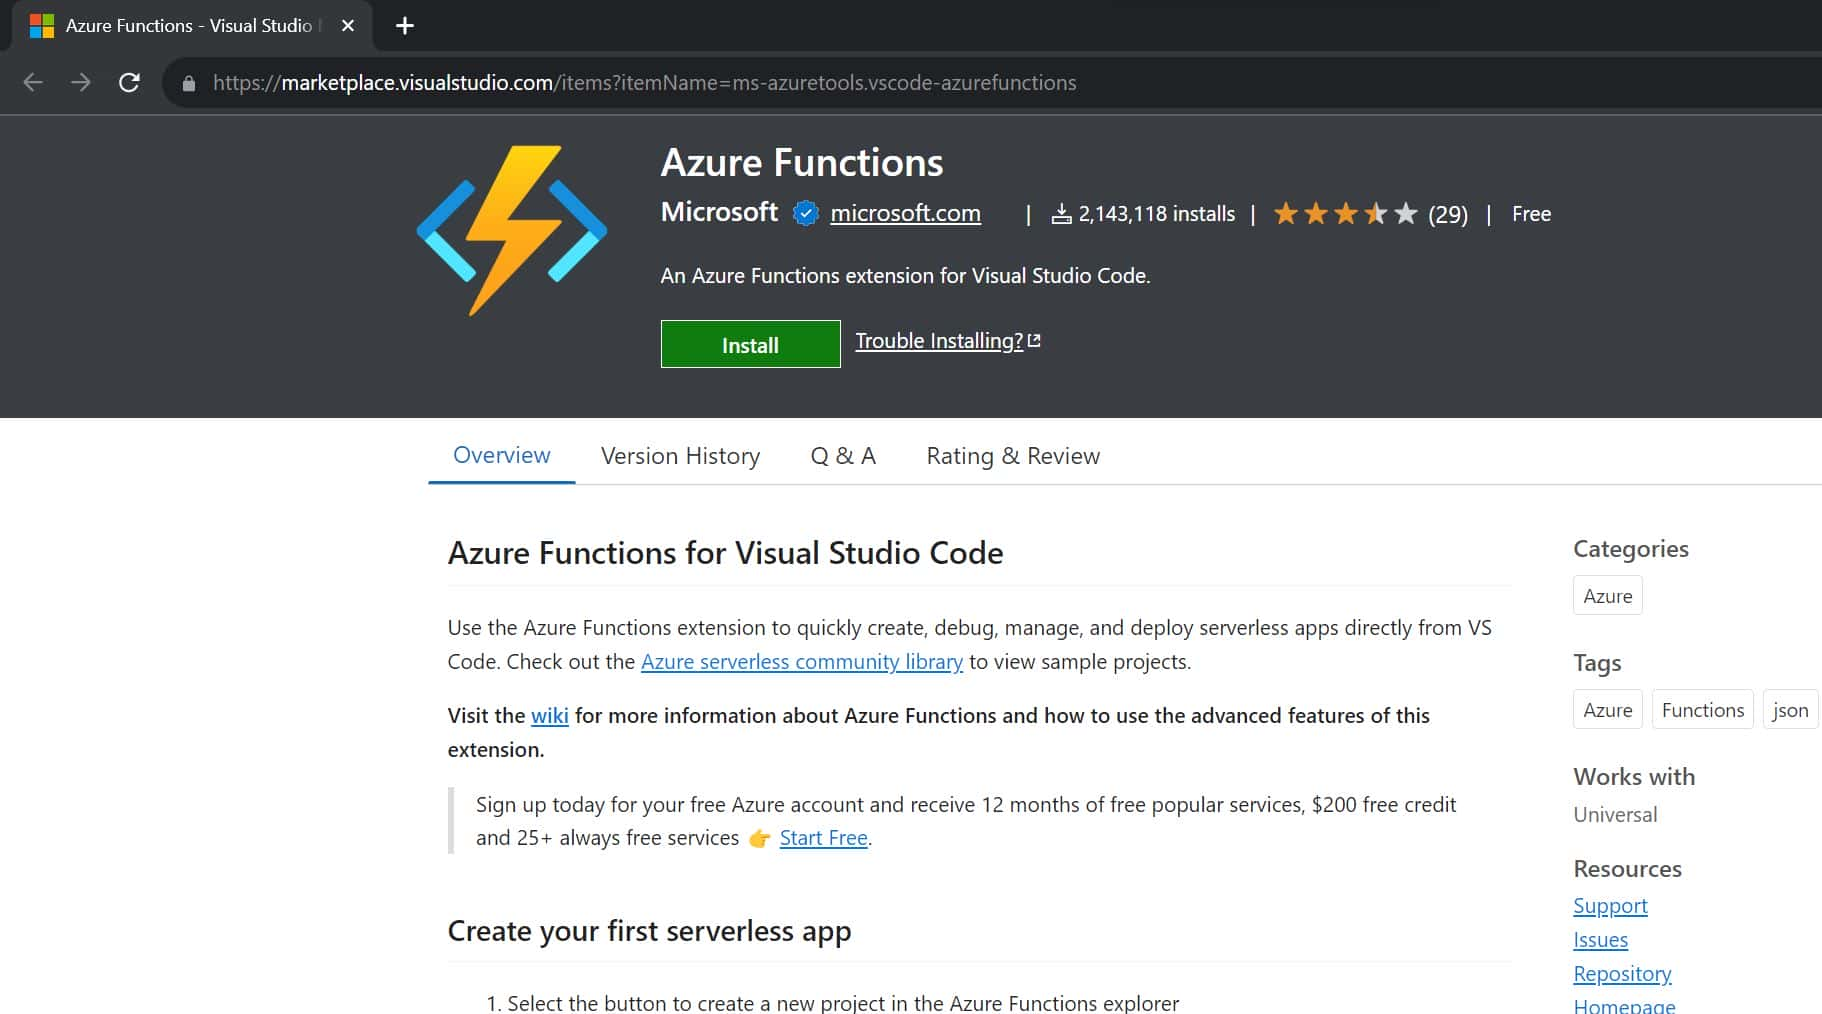 Azure Functions - Visual Studio
https://marketplace.visualstudio.com/items?itemName=ms-azuretools.vscode-azurefunctions
Azure Functions
Microsoft microsoft.com | 2,143,118 installs | (29) | Free
An Azure Functions extension for Visual Studio Code.
Install Trouble Installing?
Overview Version History Q & A Rating & Review
Azure Functions for Visual Studio Code
Use the Azure Functions extension to quickly create, debug, manage, and deploy serverless apps directly from VS
Code. Check out the Azure serverless community library to view sample projects.
Visit the wiki for more information about Azure Functions and how to use the advanced features of this
extension.
Sign up today for your free Azure account and receive 12 months of free popular services, $200 free credit
and 25+ always free services 👉 Start Free.
Create your first serverless app
1. Select the button to create a new project in the Azure Functions explorer
Categories
Azure
Tags
Azure Functions json
Works with
Universal
Resources
Support
Issues
Repository
Homepage